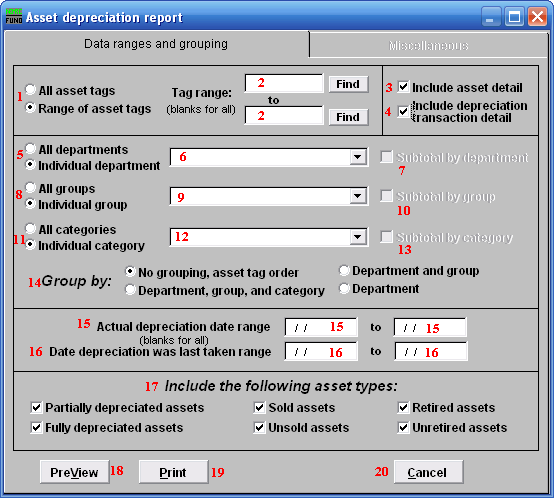 FUND Asset depreciation report
Data ranges and grouping Miscellaneous
1 All asset tags
Range of asset tags
Tag range:
(blanks for all)
2 Find
to
2 Find
3 Include asset detail
4 Include depreciation
transaction detail
5 All departments
Individual department 6 Subtotal by department
7
8 All groups
Individual group 9 Subtotal by group
10
11 All categories
Individual category 12 Subtotal by category
13
14 Group by: No grouping, asset tag order Department and group
Department, group, and category Department
15 Actual depreciation date range / / 15 to / / 15
(blanks for all)
16 Date depreciation was last taken range / / 16 to / / 16
17 Include the following asset types:
Partially depreciated assets Sold assets Retired assets
Fully depreciated assets Unsold assets Unretired assets
PreView 18 Print 19 20 Cancel